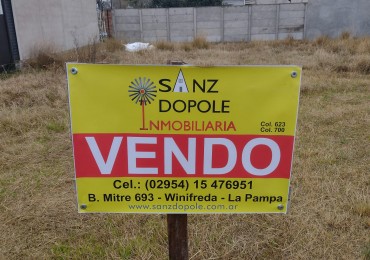 SANZ
DOPOLE
INMOBILIARIA
Col. 623
Col. 700
VENDO
Cel.: (02954) 15 476951
B. Mitre 693 - Winifreda - La Pampa
www.sanzdopole.com.ar